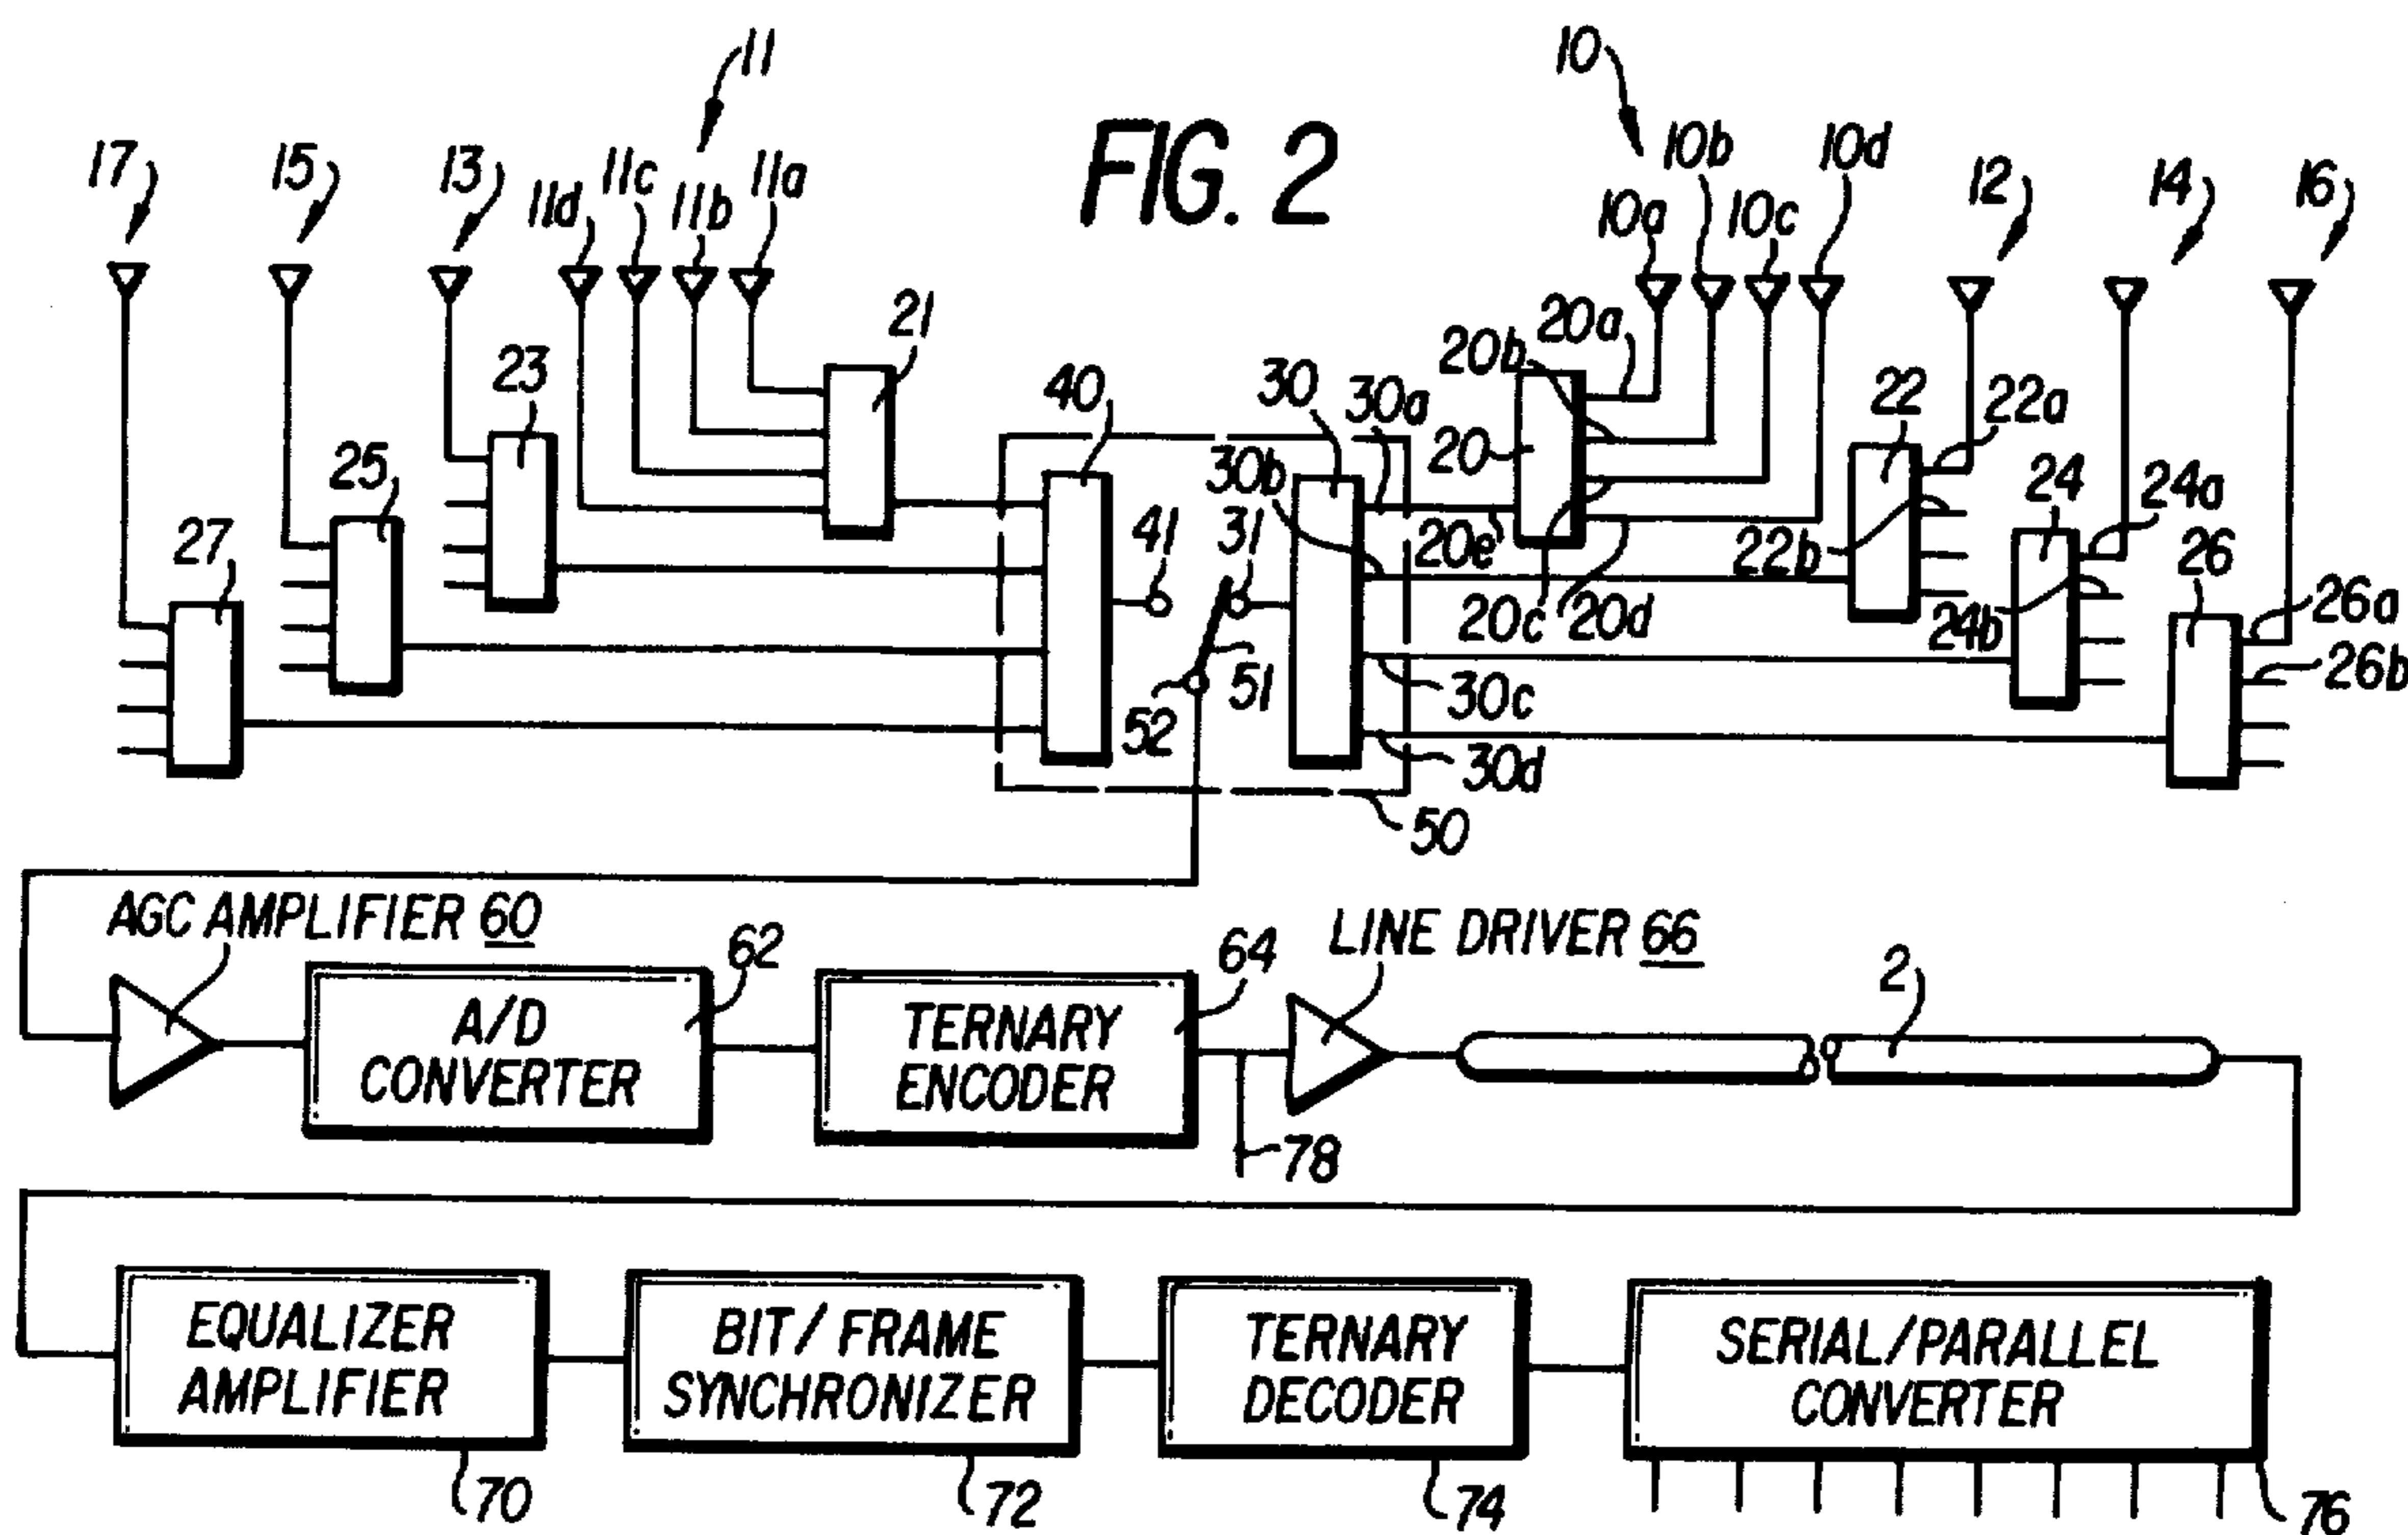 11
10
FIG. 2
17
15
13
11d
11c
11b
11a
10a
10b
10c
10d
12
14
16
21
20a
20b
23
40
30
30a
22
22a
25
30b
20
24
24a
27
41
31
20e
22b
26
20c
20d
24b
26a
52
51
30c
26b
30d
50
AGC AMPLIFIER 60
62
64
LINE DRIVER 66
2
A/D
CONVERTER
TERNARY
ENCODER
78
EQUALIZER
AMPLIFIER
BIT/FRAME
SYNCHRONIZER
TERNARY
DECODER
SERIAL/PARALLEL
CONVERTER
70
72
74
76